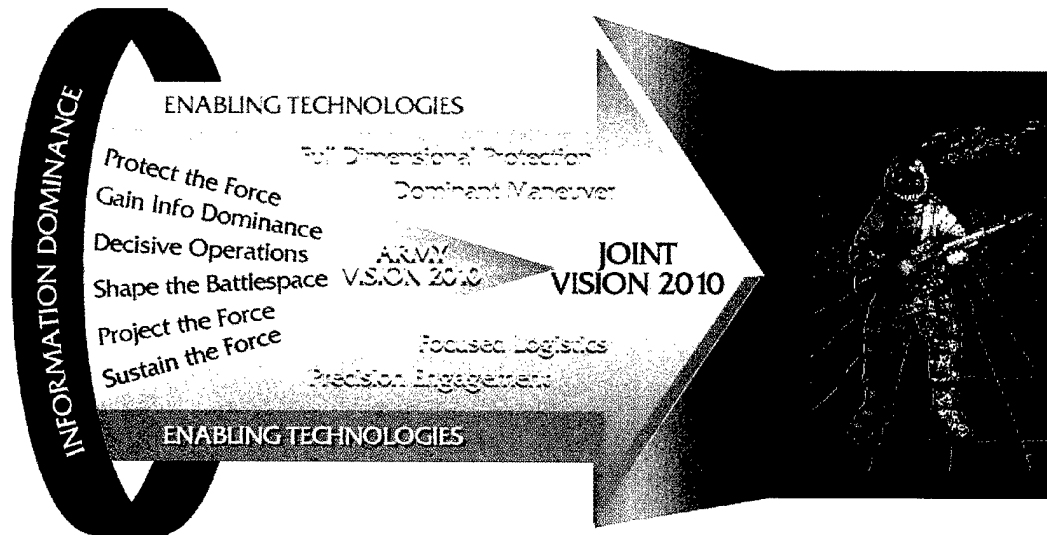 INFORMATION DOMINANCE
ENABLING TECHNOLOGIES
Full Dimensional Protection
Dominant Maneuver
Protect the Force
Gain Info Dominance
Decisive Operations
Shape the Battlespace
Project the Force
Sustain the Force
ARMY
VISION 2010
JOINT
VISION 2010
Focused Logistics
Precision Engagement
ENABLING TECHNOLOGIES